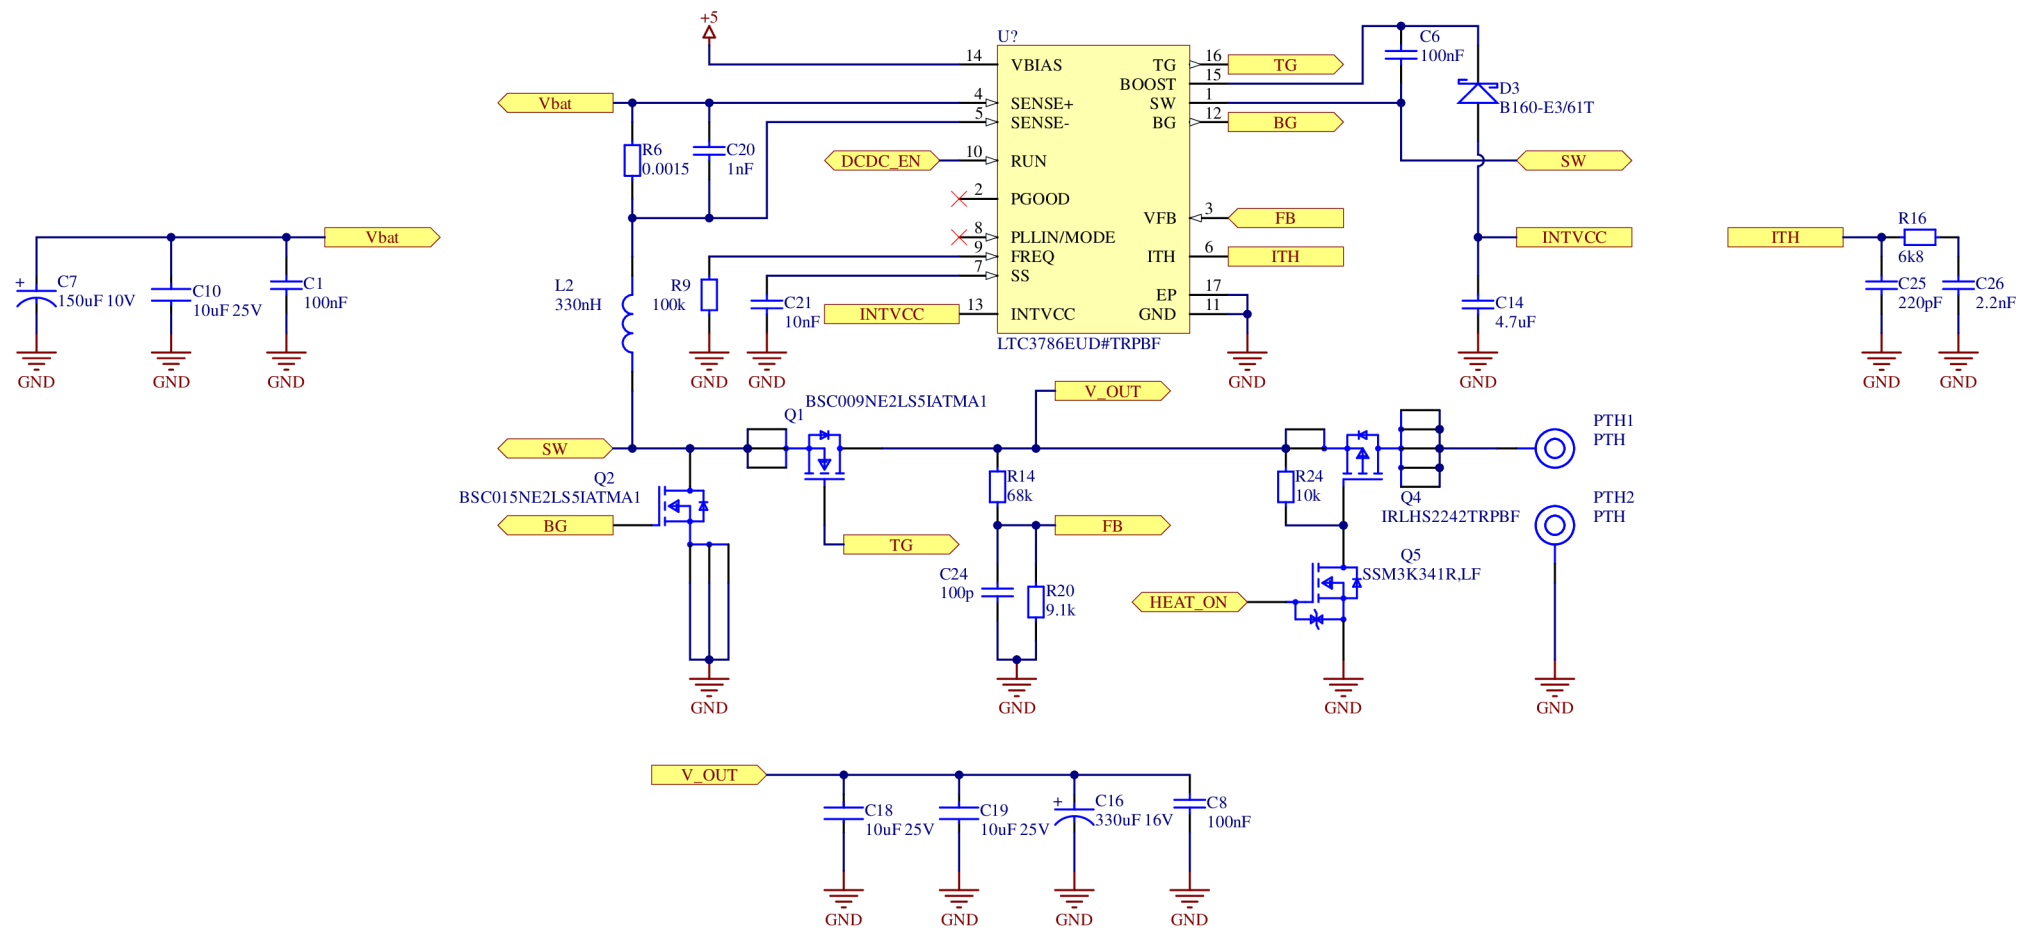 +5
U?
14
VBIAS
4
SENSE+
5
SENSE-
10
RUN
2
PGOOD
8
PLLIN/MODE
9
FREQ
7
SS
13
INTVCC
TG
16
BOOST
15
SW
1
BG
12
VFB
3
ITH
6
EP
17
GND
11
LTC3786EUD#TRPBF
TG
BG
FB
ITH
Vbat
DCDC_EN
INTVCC
R6
0.0015
C20
1nF
L2
330nH
R9
100k
C21
10nF
GND
GND
GND
C6
100nF
D3
B160-E3/61T
SW
INTVCC
C14
4.7uF
GND
Vbat
+
C7
150uF 10V
C10
10uF 25V
C1
100nF
GND
GND
GND
ITH
R16
6k8
C25
220pF
C26
2.2nF
GND
GND
SW
Q1
BSC009NE2LS5IATMA1
V_OUT
Q2
BSC015NE2LS5IATMA1
BG
TG
GND
R14
68k
FB
C24
100p
R20
9.1k
GND
R24
10k
Q4
IRLHS2242TRPBF
Q5
SSM3K341R,LF
HEAT_ON
GND
PTH1
PTH
PTH2
PTH
GND
V_OUT
C18
10uF 25V
C19
10uF 25V
+
C16
330uF 16V
C8
100nF
GND
GND
GND
GND